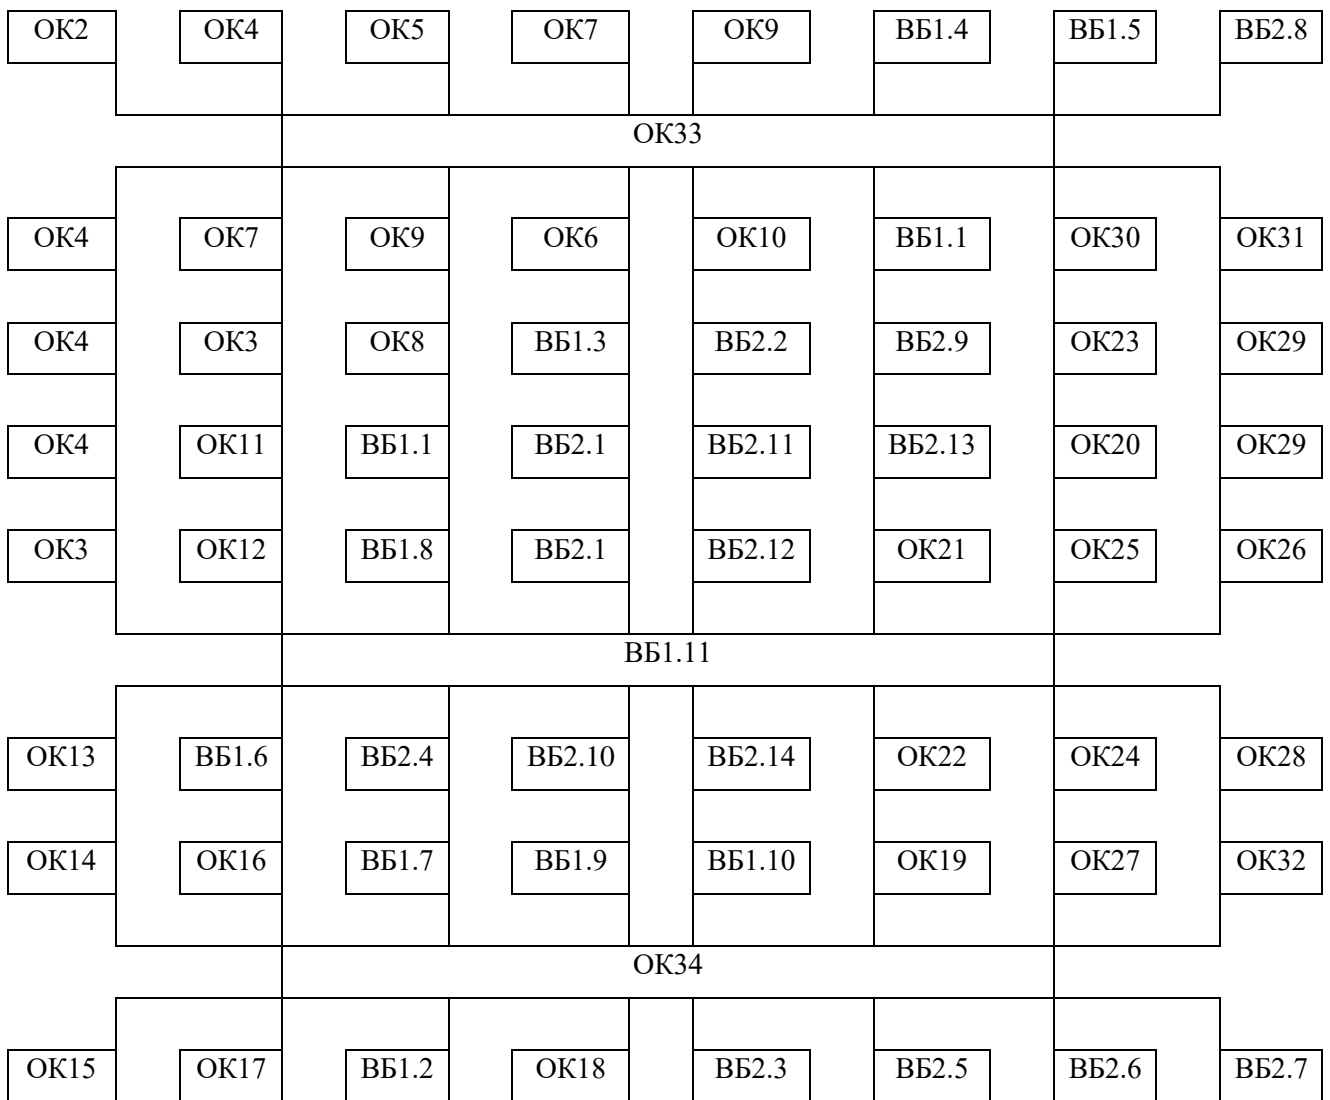 ОК2 ОК4 ОК5 ОК7 ОК9 ВБ1.4 ВБ1.5 ВБ2.8
ОК33
ОК4 ОК7 ОК9 ОК6 ОК10 ВБ1.1 ОК30 ОК31
ОК4 ОК3 ОК8 ВБ1.3 ВБ2.2 ВБ2.9 ОК23 ОК29
ОК4 ОК11 ВБ1.1 ВБ2.1 ВБ2.11 ВБ2.13 ОК20 ОК29
ОК3 ОК12 ВБ1.8 ВБ2.1 ВБ2.12 ОК21 ОК25 ОК26
ВБ1.11
ОК13 ВБ1.6 ВБ2.4 ВБ2.10 ВБ2.14 ОК22 ОК24 ОК28
ОК14 ОК16 ВБ1.7 ВБ1.9 ВБ1.10 ОК19 ОК27 ОК32
ОК34
ОК15 ОК17 ВБ1.2 ОК18 ВБ2.3 ВБ2.5 ВБ2.6 ВБ2.7